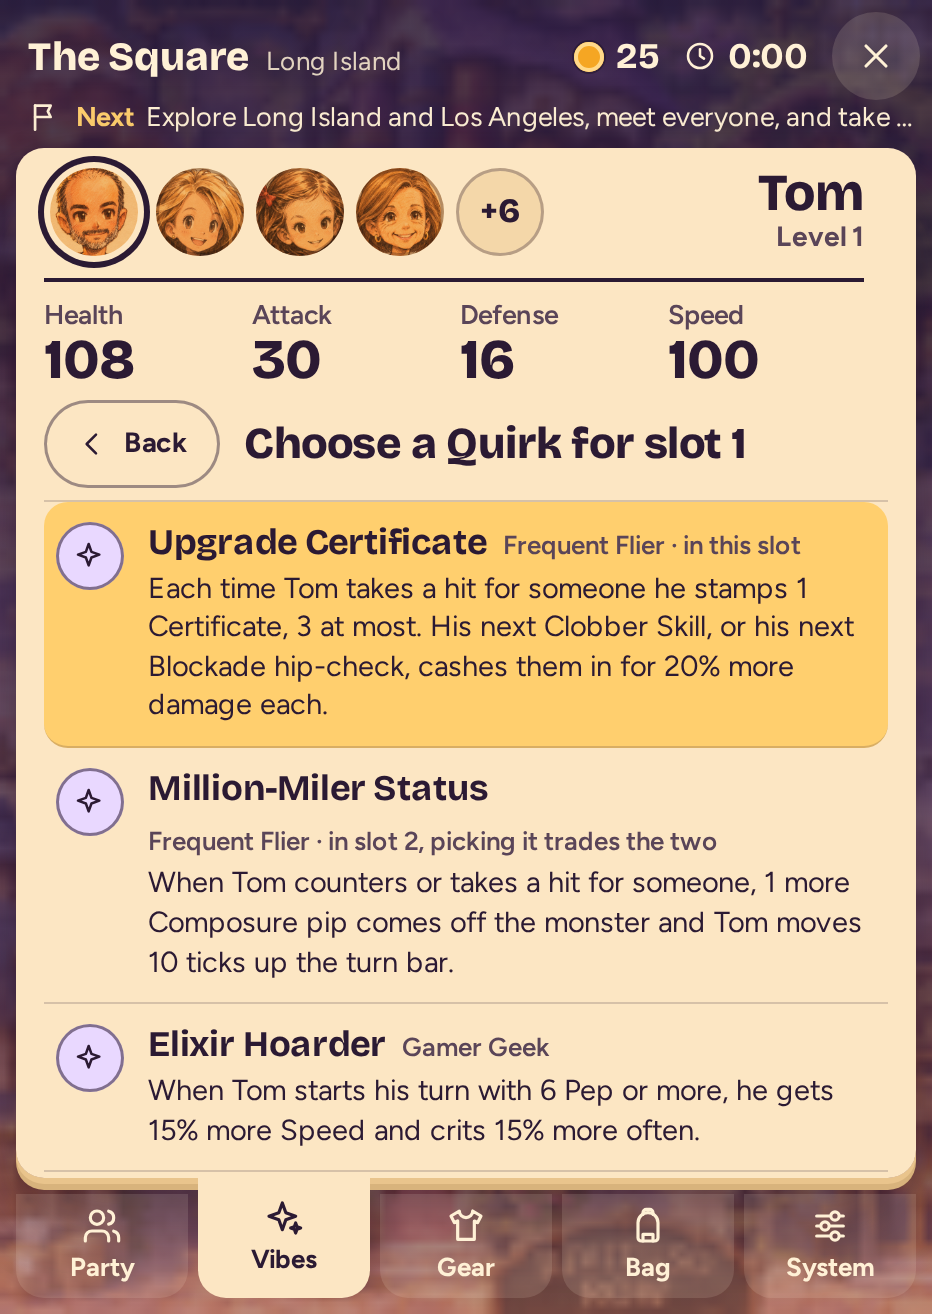 The Square Long Island 25 0:00
Next Explore Long Island and Los Angeles, meet everyone, and take ...
+6
Tom
Level 1
Health Attack Defense Speed
108 30 16 100
Back Choose a Quirk for slot 1
Upgrade Certificate Frequent Flier · in this slot
Each time Tom takes a hit for someone he stamps 1
Certificate, 3 at most. His next Clobber Skill, or his next
Blockade hip-check, cashes them in for 20% more
damage each.
Million-Miler Status
Frequent Flier · in slot 2, picking it trades the two
When Tom counters or takes a hit for someone, 1 more
Composure pip comes off the monster and Tom moves
10 ticks up the turn bar.
Elixir Hoarder Gamer Geek
When Tom starts his turn with 6 Pep or more, he gets
15% more Speed and crits 15% more often.
Party Vibes Gear Bag System